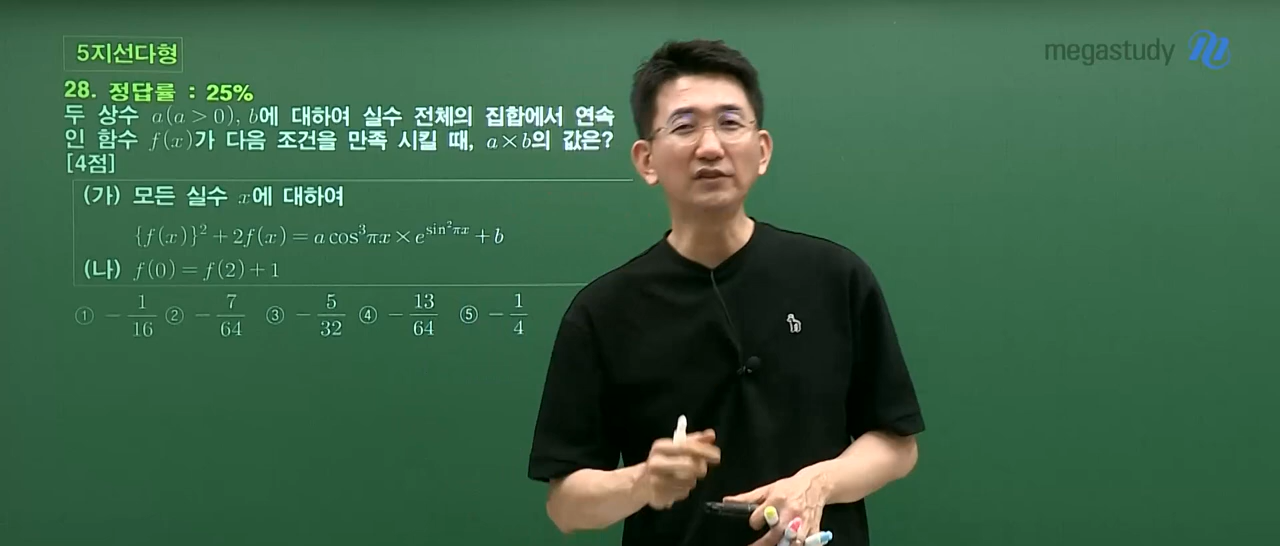 megastudy
5지선다형
28. 정답률 : 25%
두 상수 a(a>0), b에 대하여 실수 전체의 집합에서 연속
인 함수 f(x)가 다음 조건을 만족 시킬 때, a×b의 값은?
[4점]
(가) 모든 실수 x에 대하여
{f(x)}²+2f(x)=a cos³πx×e^{sin²πx}+b
(나) f(0)=f(2)+1
① -1/16 ② -7/64 ③ -5/32 ④ -13/64 ⑤ -1/4